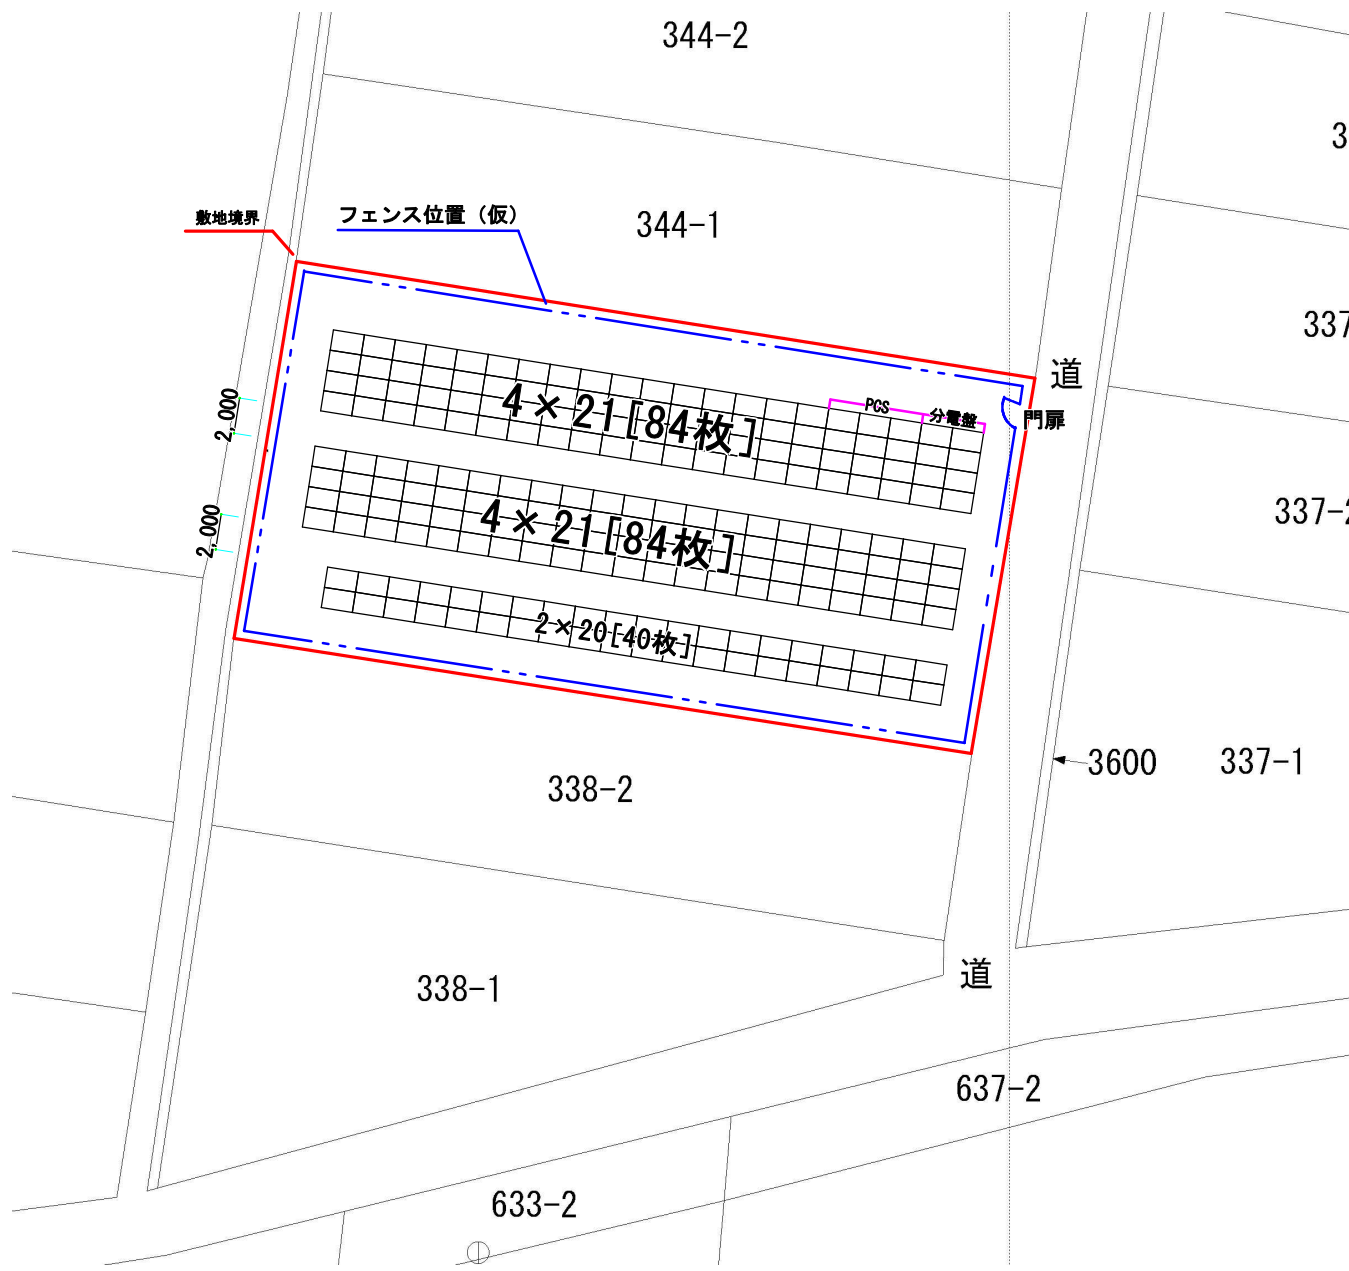 344-2
3
敷地境界
フェンス位置（仮）
344-1
337
道
2,000
4×21[84枚]
PCS
分電盤
門扉
2,000
4×21[84枚]
337-2
2×20[40枚]
338-2
3600
337-1
338-1
道
637-2
633-2